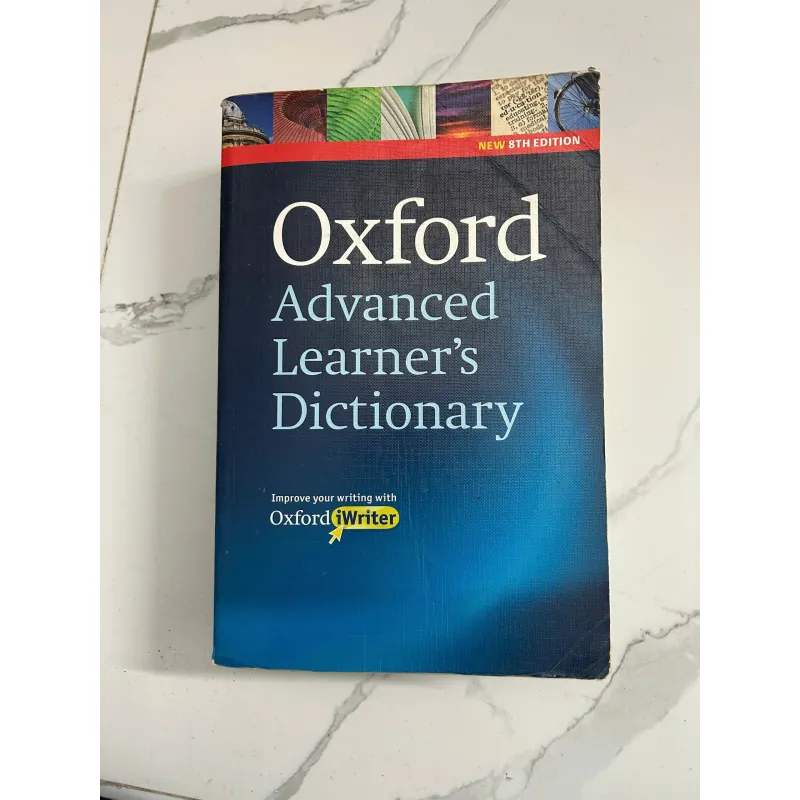 NEW 8TH EDITION
Oxford
Advanced
Learner's
Dictionary
Improve your writing with
Oxford iWriter